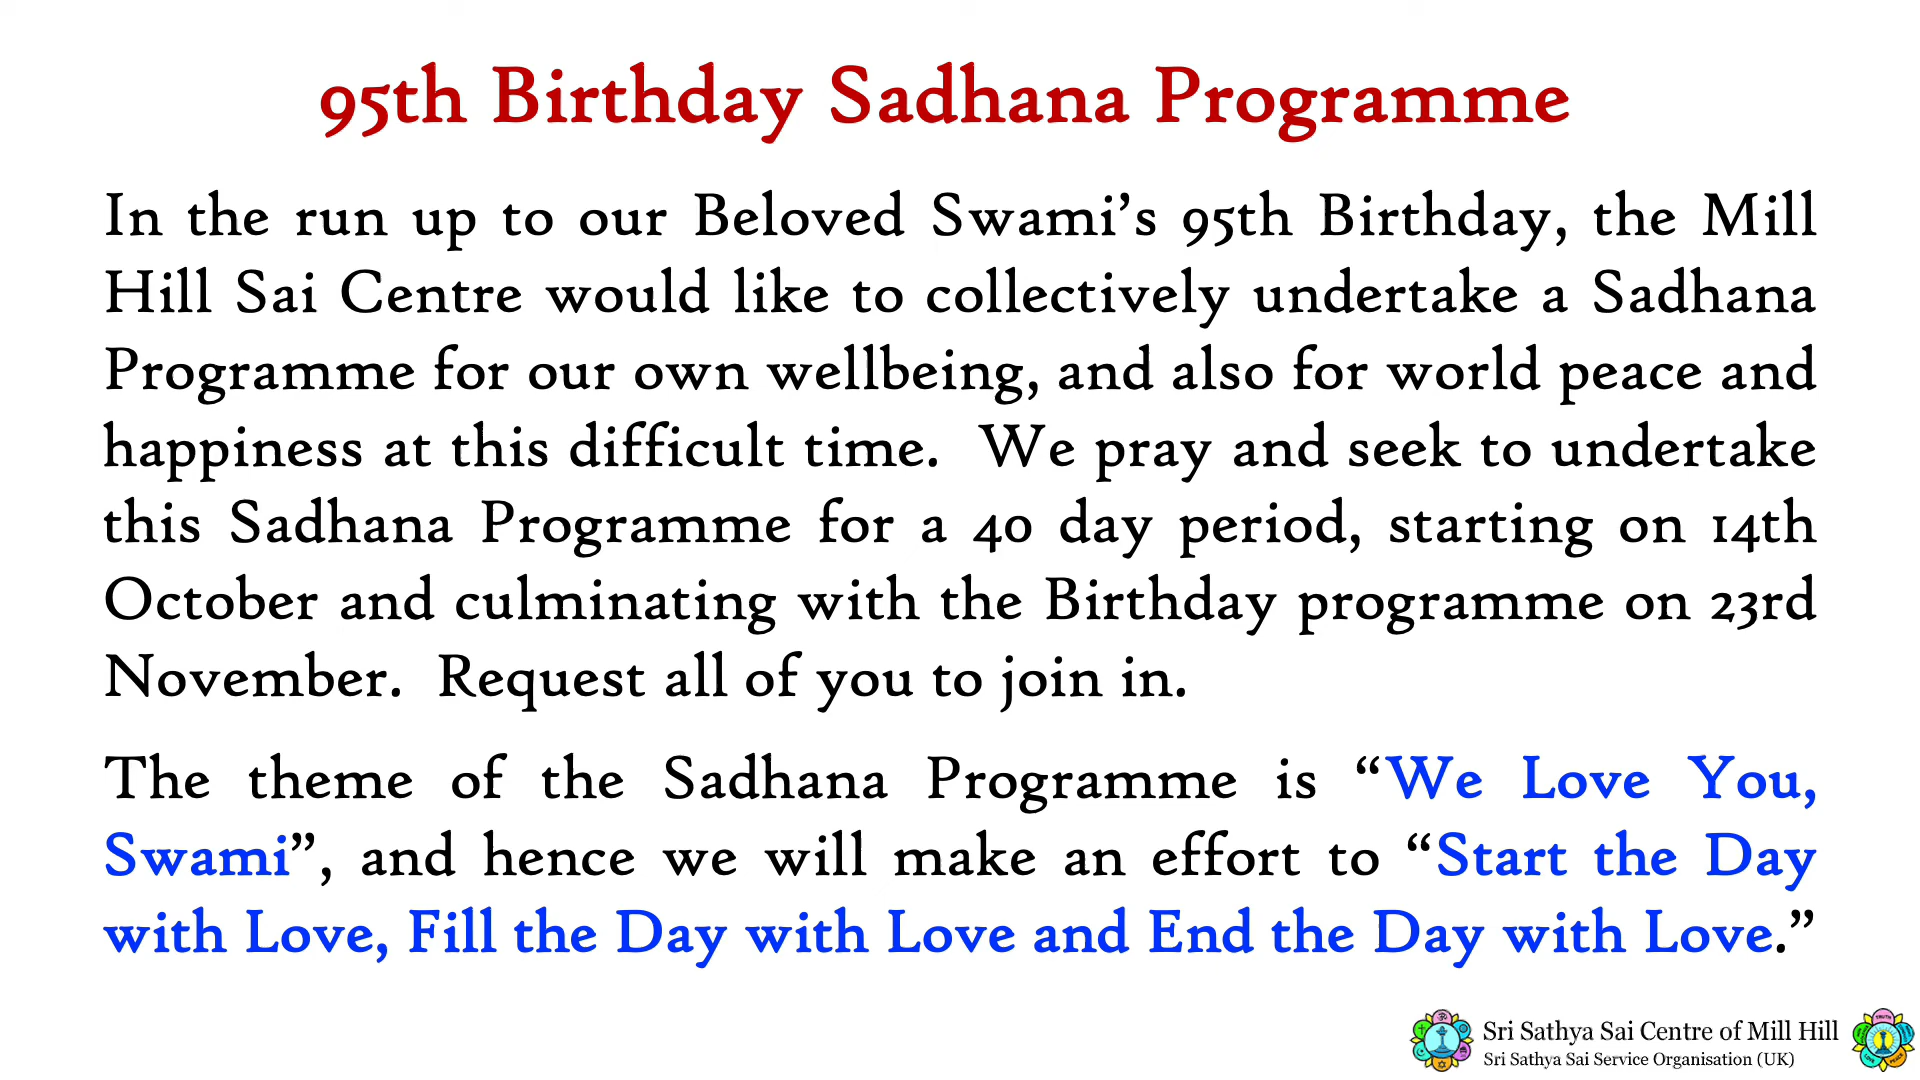 95th Birthday Sadhana Programme
In the run up to our Beloved Swami’s 95th Birthday, the Mill
Hill Sai Centre would like to collectively undertake a Sadhana
Programme for our own wellbeing, and also for world peace and
happiness at this difficult time.  We pray and seek to undertake
this Sadhana Programme for a 40 day period, starting on 14th
October and culminating with the Birthday programme on 23rd
November.  Request all of you to join in.
The theme of the Sadhana Programme is “We Love You,
Swami”, and hence we will make an effort to “Start the Day
with Love, Fill the Day with Love and End the Day with Love.”
Sri Sathya Sai Centre of Mill Hill
Sri Sathya Sai Service Organisation (UK)